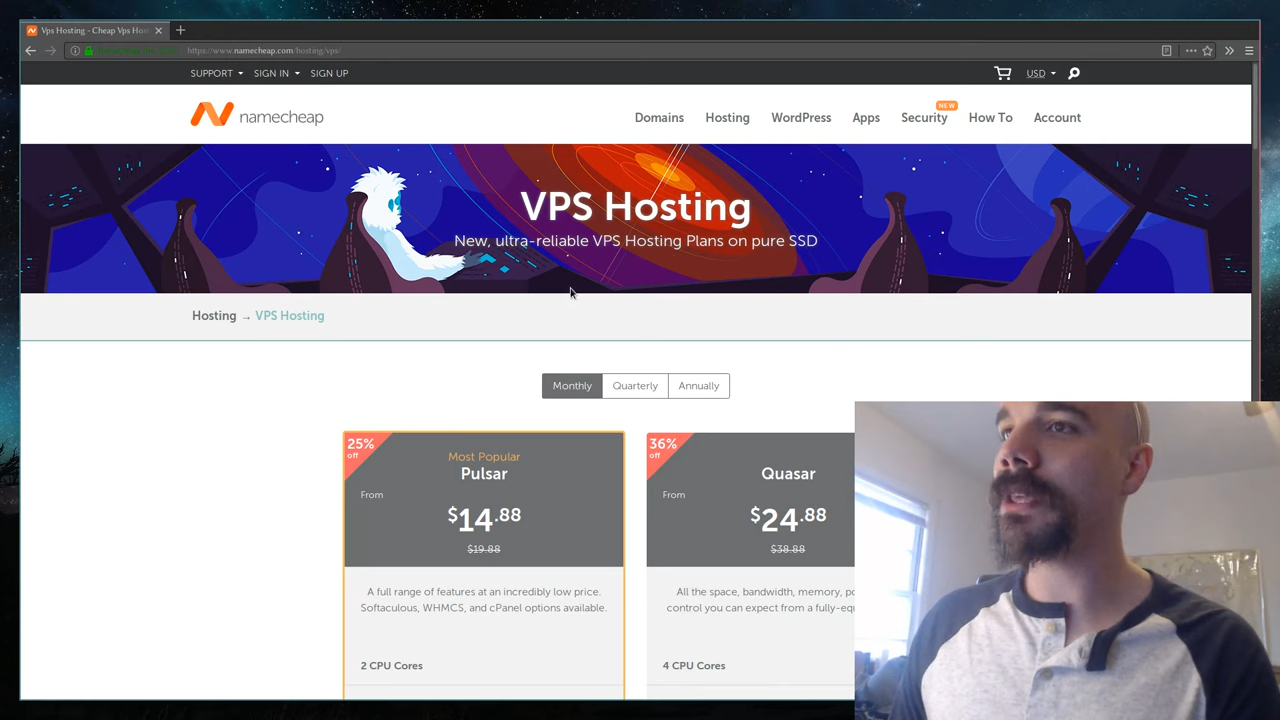 Vps Hosting - Cheap Vps Hos
https://www.namecheap.com/hosting/vps/
SUPPORT SIGN IN SIGN UP USD
namecheap
Domains Hosting WordPress Apps Security NEW How To Account
VPS Hosting
New, ultra-reliable VPS Hosting Plans on pure SSD
Hosting → VPS Hosting
Monthly Quarterly Annually
25% off
Most Popular
Pulsar
From
$14.88
$19.88
A full range of features at an incredibly low price.
Softaculous, WHMCS, and cPanel options available.
2 CPU Cores
36% off
Quasar
From
$24.88
$38.88
All the space, bandwidth, memory, po
control you can expect from a fully-equ
4 CPU Cores